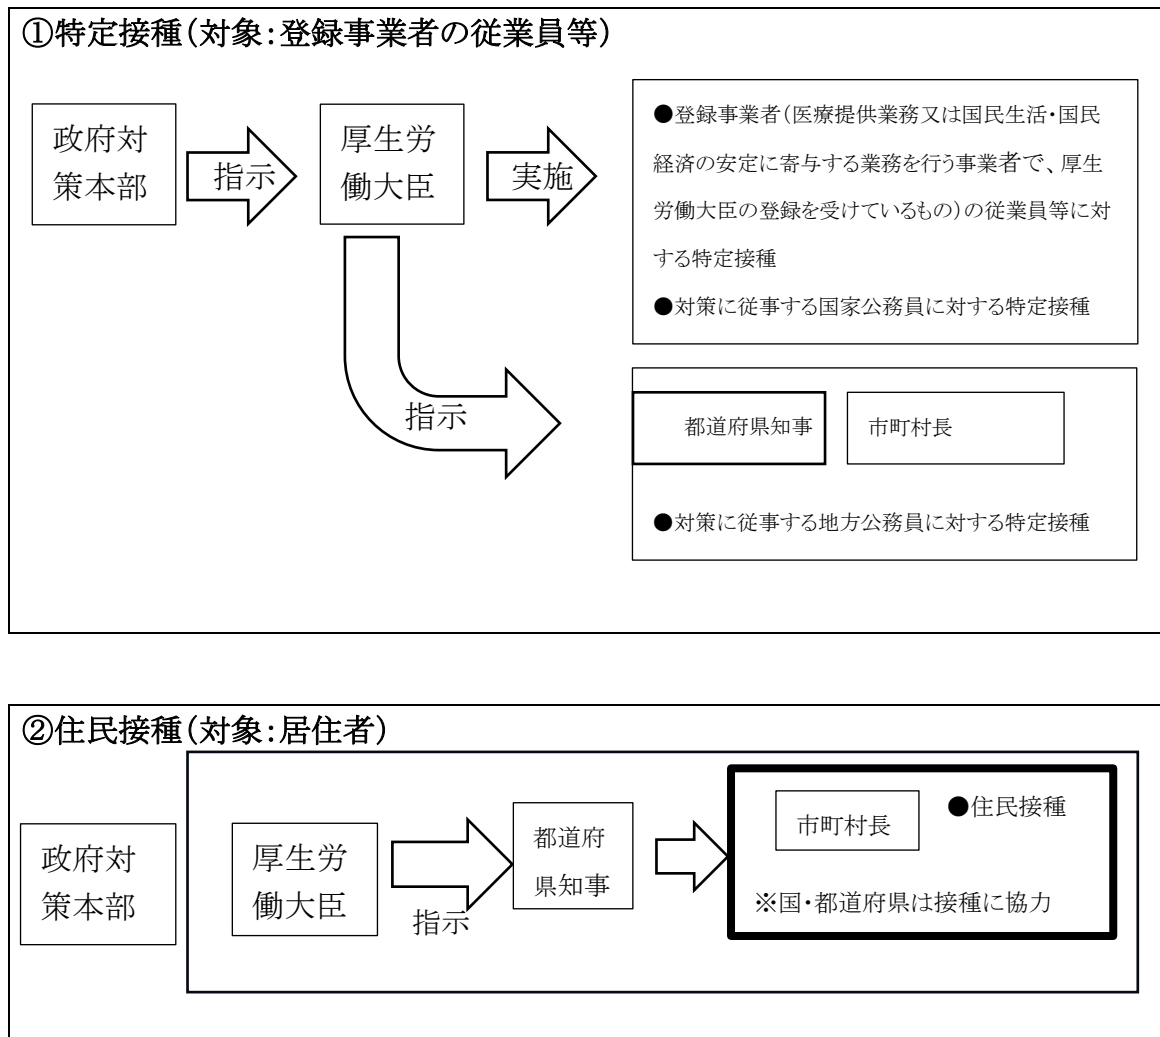 ①特定接種(対象:登録事業者の従業員等)
政府対
策本部
指示
厚生労
働大臣
実施
●登録事業者(医療提供業務又は国民生活・国民
経済の安定に寄与する業務を行う事業者で、厚生
労働大臣の登録を受けているもの)の従業員等に対
する特定接種
●対策に従事する国家公務員に対する特定接種
指示
都道府県知事
市町村長
●対策に従事する地方公務員に対する特定接種
②住民接種(対象:居住者)
政府対
策本部
厚生労
働大臣
指示
都道府
県知事
市町村長
●住民接種
※国・都道府県は接種に協力